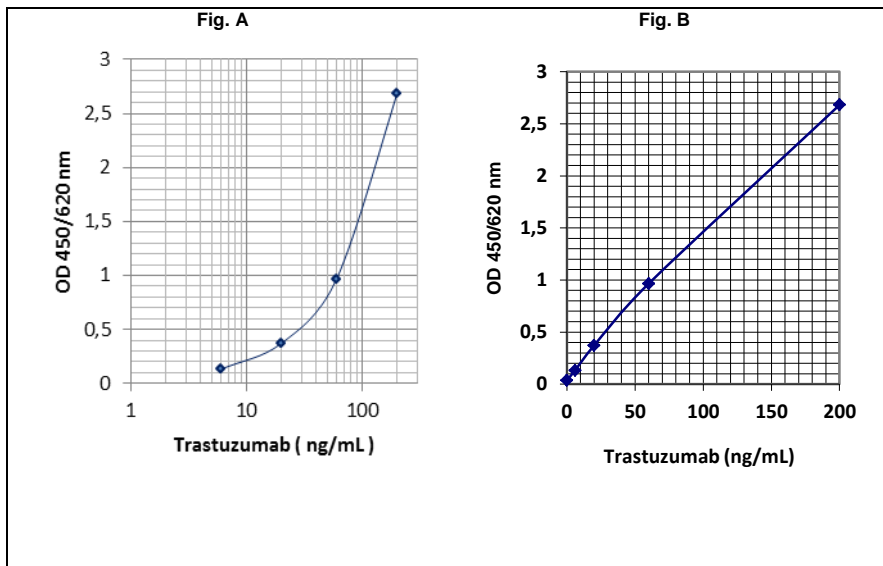 Fig. A
3
2,5
2
1,5
1
0,5
0
OD 450/620 nm
1 10 100
Trastuzumab ( ng/mL )
Fig. B
3
2,5
2
1,5
1
0,5
0
OD 450/620 nm
0 50 100 150 200
Trastuzumab (ng/mL)